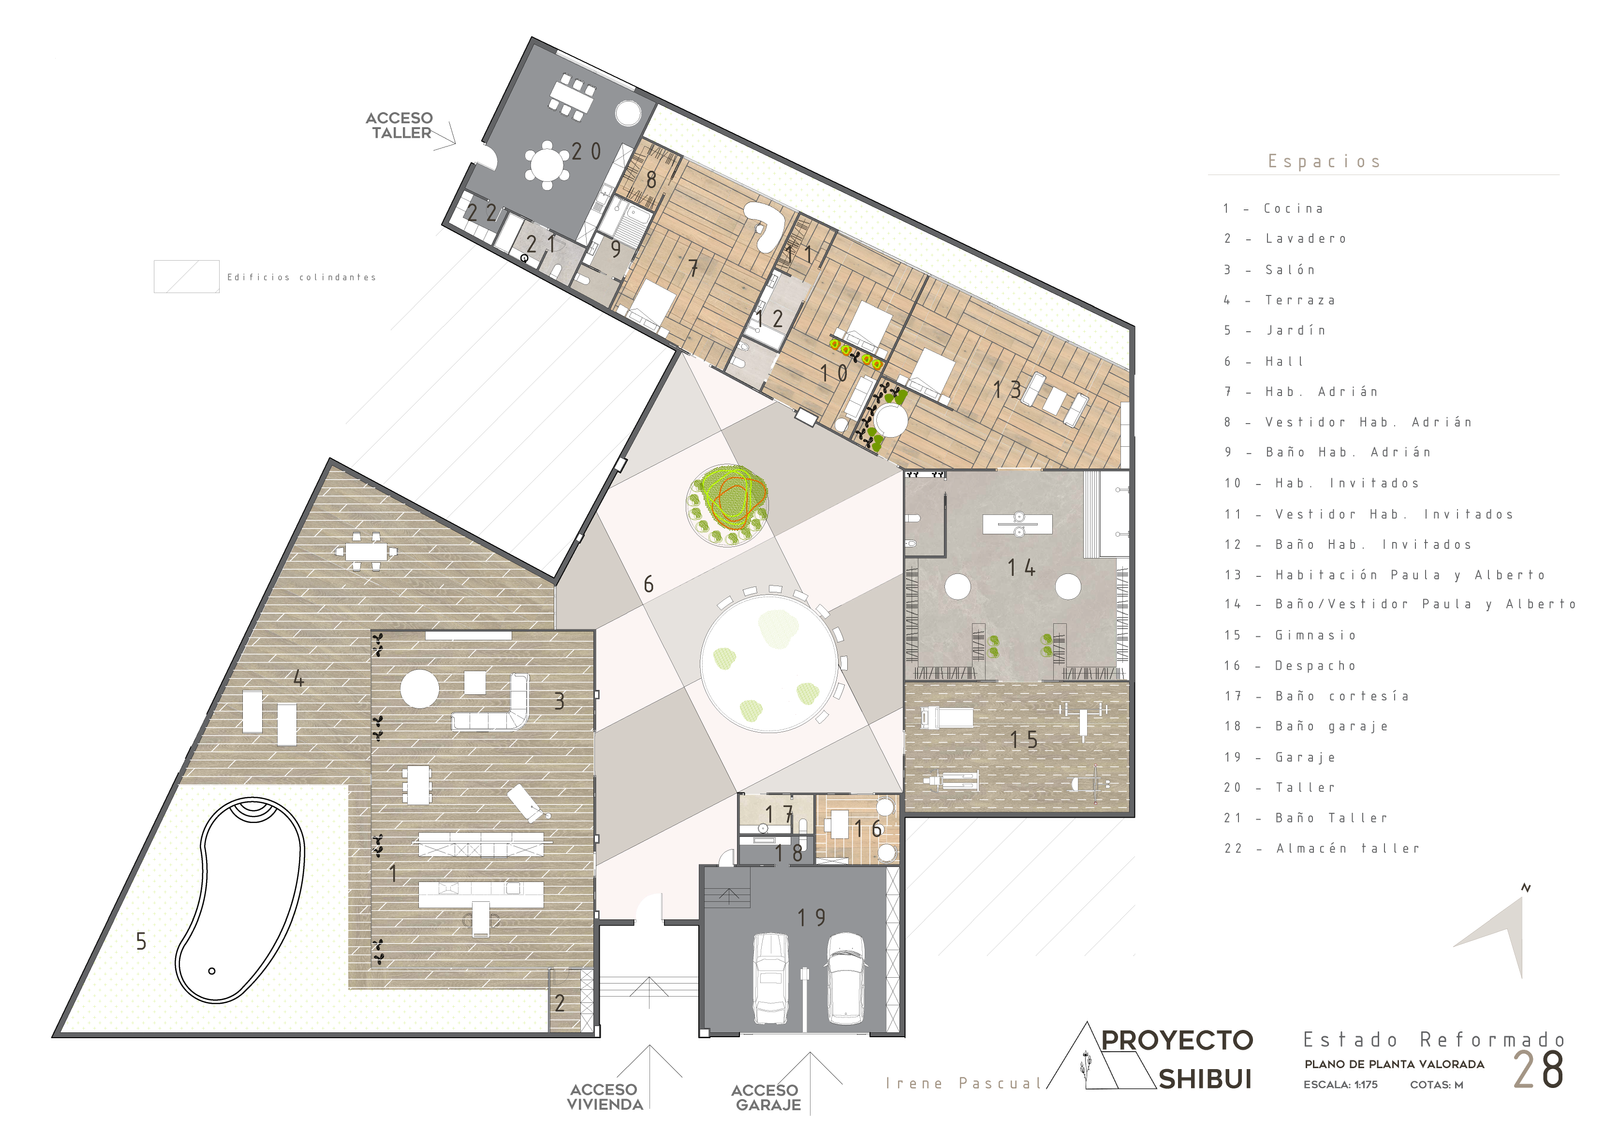 ACCESO
TALLER
Edificios colindantes
20
22
21
8
9
7
11
12
10
13
6
14
4
3
15
17
16
18
1
19
5
2
ACCESO
VIVIENDA
ACCESO
GARAJE
Espacios
1 - Cocina
2 - Lavadero
3 - Salón
4 - Terraza
5 - Jardín
6 - Hall
7 - Hab. Adrián
8 - Vestidor Hab. Adrián
9 - Baño Hab. Adrián
10 - Hab. Invitados
11 - Vestidor Hab. Invitados
12 - Baño Hab. Invitados
13 - Habitación Paula y Alberto
14 - Baño/Vestidor Paula y Alberto
15 - Gimnasio
16 - Despacho
17 - Baño cortesía
18 - Baño garaje
19 - Garaje
20 - Taller
21 - Baño Taller
22 - Almacén taller
N
Irene Pascual
PROYECTO
SHIBUI
Estado Reformado
PLANO DE PLANTA VALORADA
ESCALA: 1:175 COTAS: M
28